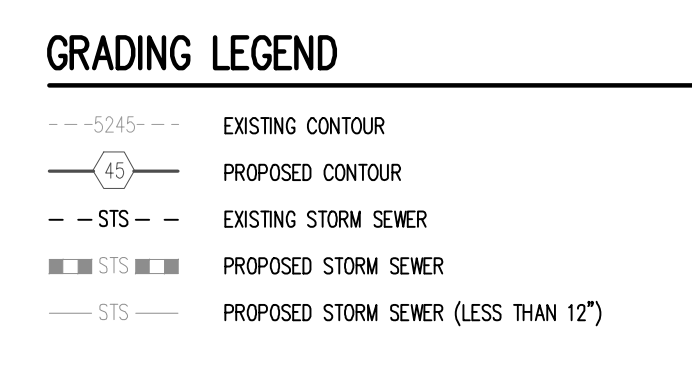 GRADING LEGEND
5245 EXISTING CONTOUR
45 PROPOSED CONTOUR
STS EXISTING STORM SEWER
STS PROPOSED STORM SEWER
STS PROPOSED STORM SEWER (LESS THAN 12")